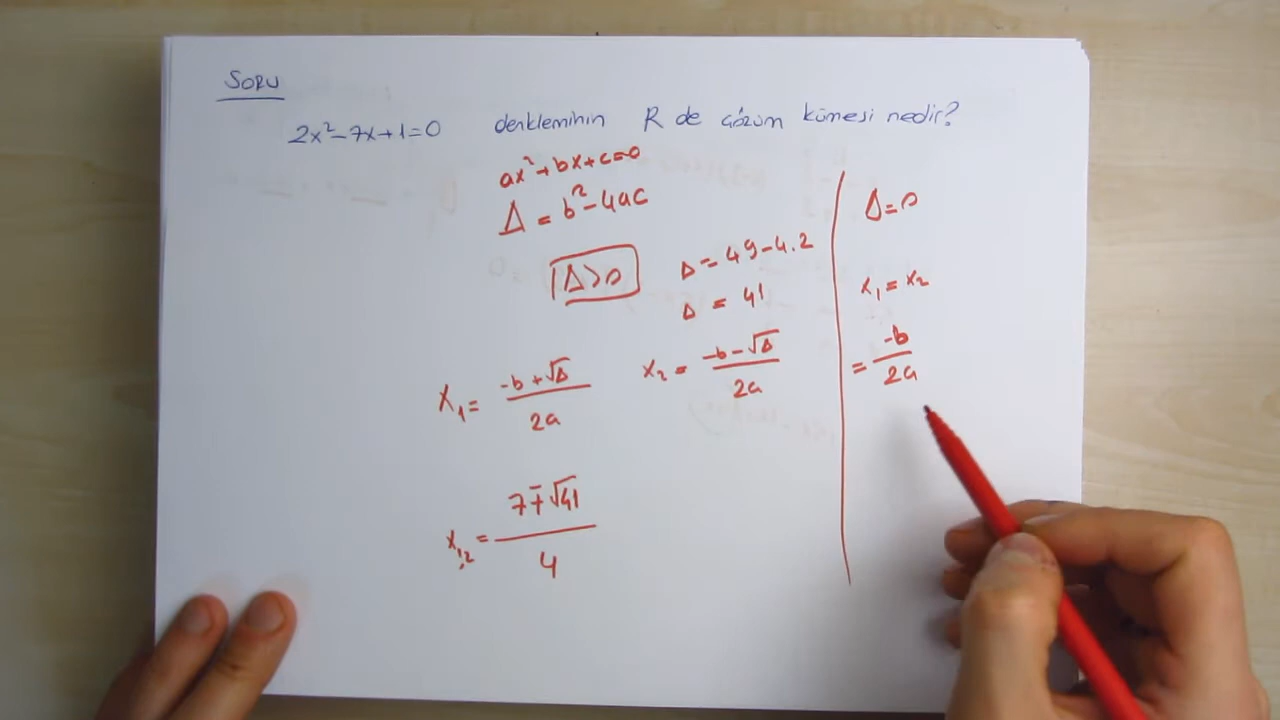 SORU
2x²-7x+1=0 denkleminin R de çözüm kümesi nedir?
ax²+bx+c=0
Δ = b²-4ac
Δ>0
Δ = 49-4.2
Δ = 41
x₁ = (-b+√Δ)/2a
x₂ = (-b-√Δ)/2a
x₁,₂ = (7∓√41)/4
Δ=0
x₁ = x₂
= -b/2a